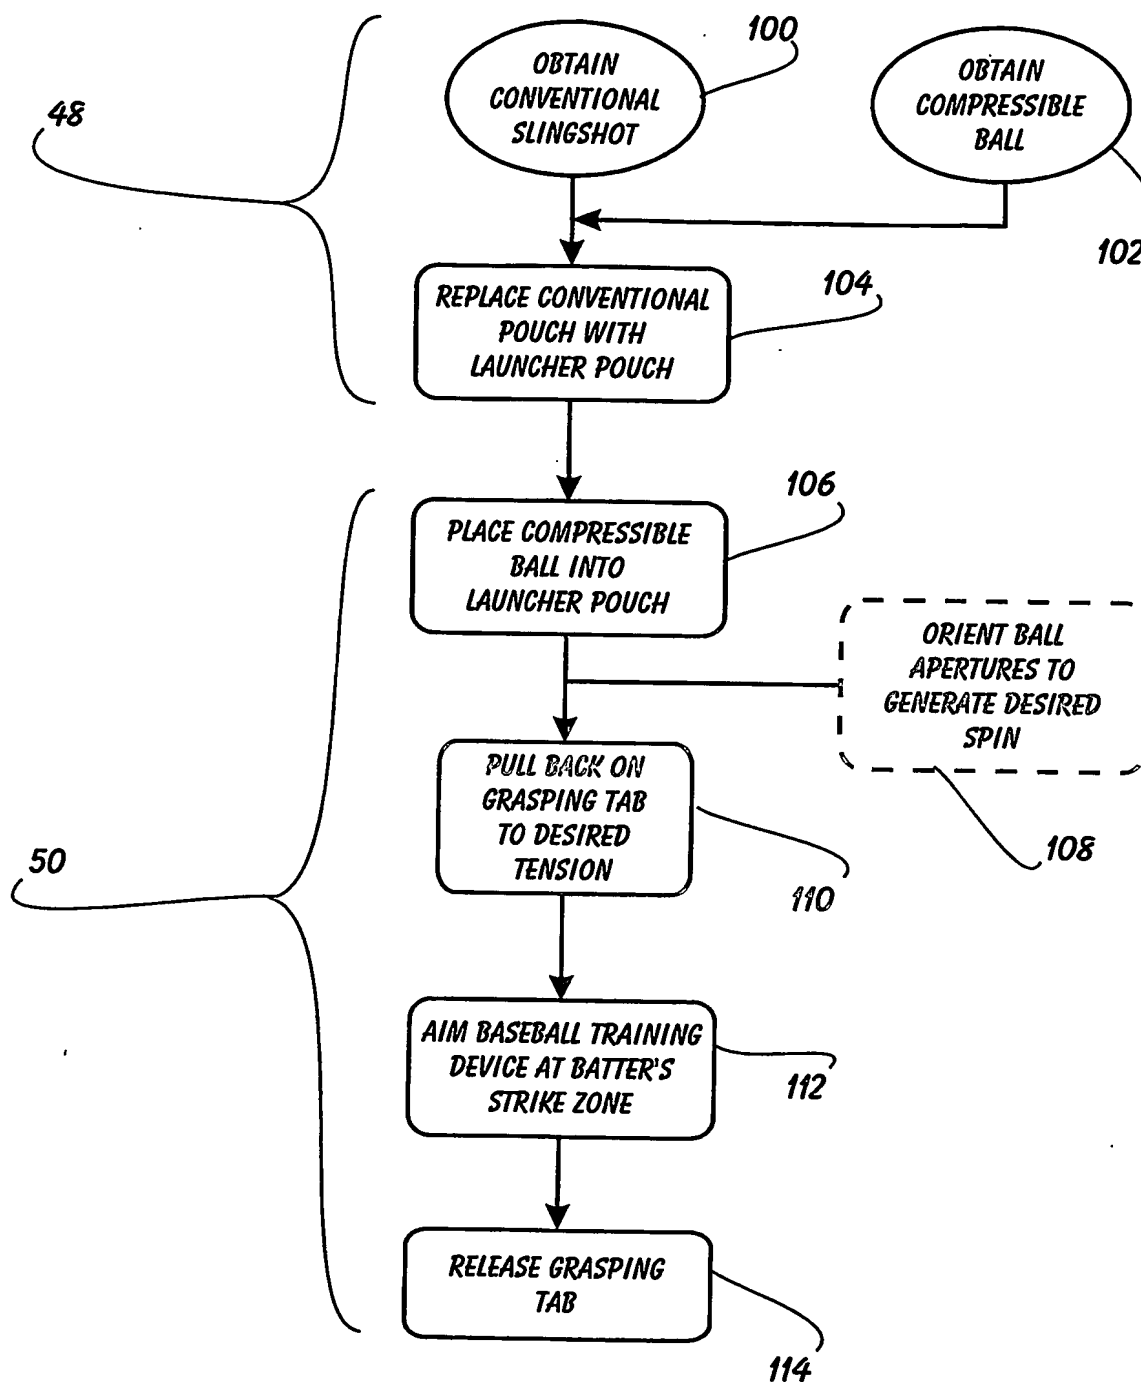 100
OBTAIN
CONVENTIONAL
SLINGSHOT
OBTAIN
COMPRESSIBLE
BALL
48
102
104
REPLACE CONVENTIONAL
POUCH WITH
LAUNCHER POUCH
106
PLACE COMPRESSIBLE
BALL INTO
LAUNCHER POUCH
ORIENT BALL
APERTURES TO
GENERATE DESIRED
SPIN
108
PULL BACK ON
GRASPING TAB
TO DESIRED
TENSION
110
50
AIM BASEBALL TRAINING
DEVICE AT BATTER'S
STRIKE ZONE
112
RELEASE GRASPING
TAB
114